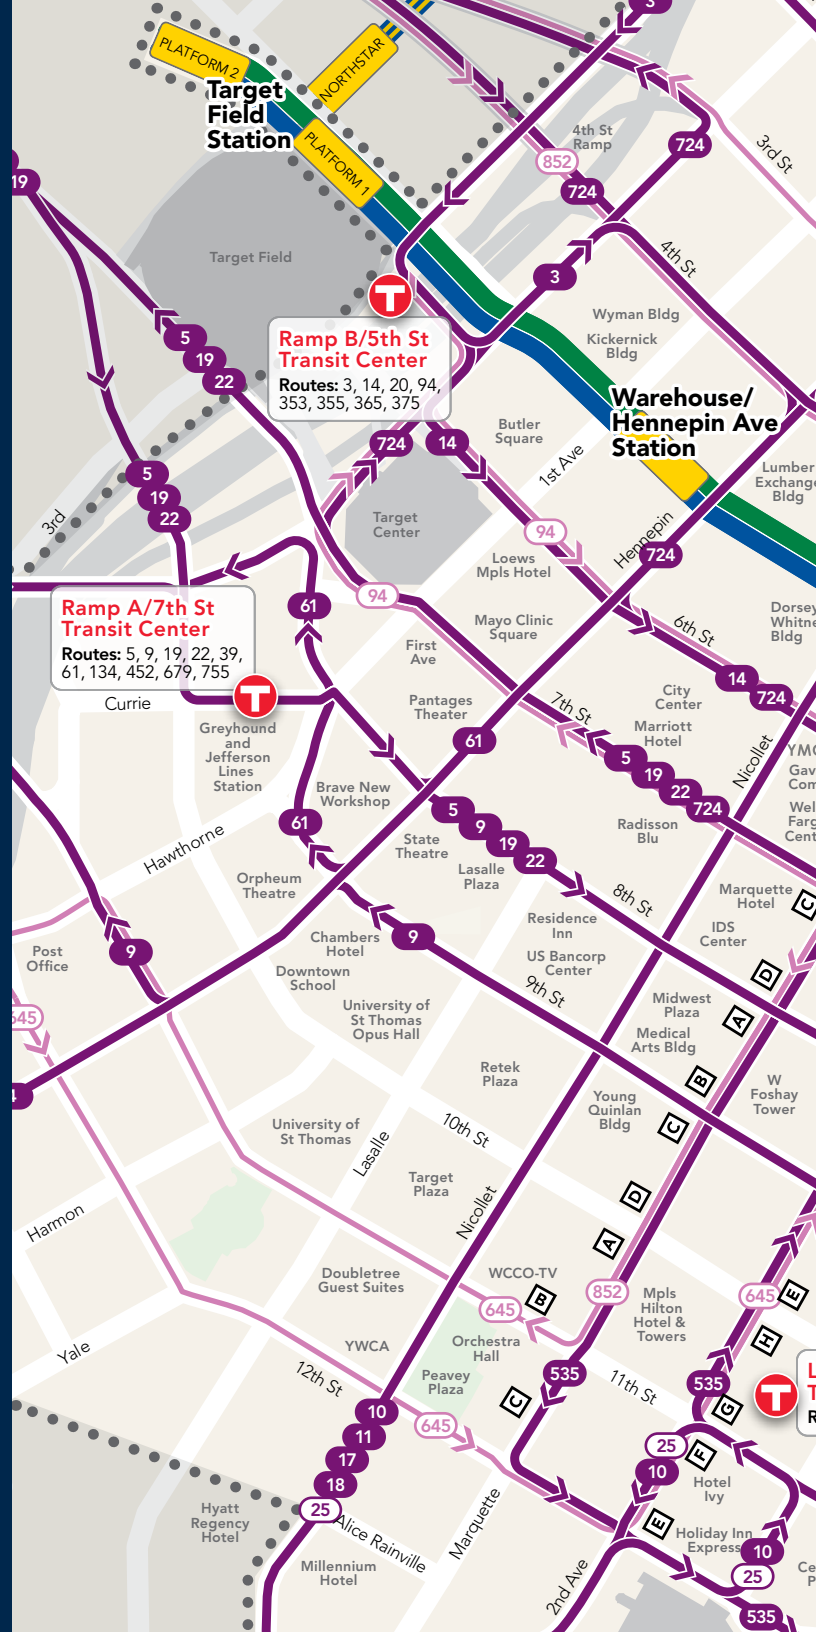 3
PLATFORM 2
NORTHSTAR
Target
Field
Station
PLATFORM 1
4th St
Ramp
724
3rd St
852
724
19
Target Field
4th St
3
T
Wyman Bldg
Kickernick
Bldg
5
19
22
Ramp B/5th St
Transit Center
Routes: 3, 14, 20, 94,
353, 355, 365, 375
Warehouse/
Hennepin Ave
Station
Butler
Square
724
14
1st Ave
Lumber
Exchange
Bldg
5
19
22
3rd
Target
Center
94
Hennepin
724
Loews
Mpls Hotel
94
61
Ramp A/7th St
Transit Center
Routes: 5, 9, 19, 22, 39,
61, 134, 452, 679, 755
T
Currie
Mayo Clinic
Square
6th St
First
Ave
14
724
City
Center
Pantages
Theater
7th St
Marriott
Hotel
Nicollet
Greyhound
and
Jefferson
Lines
Station
61
5
19
22
724
Brave New
Workshop
61
5
9
19
22
Radisson
Blu
State
Theatre
Lasalle
Plaza
Hawthorne
Orpheum
Theatre
8th St
Marquette
Hotel
C
Residence
Inn
IDS
Center
9
Chambers
Hotel
Post
Office
9
US Bancorp
Center
D
Downtown
School
9th St
Midwest
Plaza
A
University of
St Thomas
Opus Hall
Medical
Arts Bldg
645
Retek
Plaza
B
W
Foshay
Tower
Young
Quinlan
Bldg
C
University of
St Thomas
10th St
Lasalle
Target
Plaza
D
Nicollet
Harmon
A
WCCO-TV
Doubletree
Guest Suites
B
852
645
E
645
Mpls
Hilton
Hotel &
Towers
H
Orchestra
Hall
YWCA
Yale
12th St
Peavey
Plaza
535
11th St
535
T
C
G
10
11
17
18
25
645
25
10
F
Hotel
Ivy
Hyatt
Regency
Hotel
Alice Rainville
Marquette
E
Holiday Inn
Express
10
25
Millennium
Hotel
2nd Ave
535